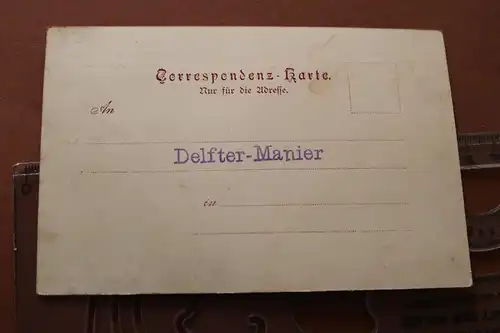 Correspondenz-Karte.
Nur für die Adresse.
An
Delfter-Manier
in